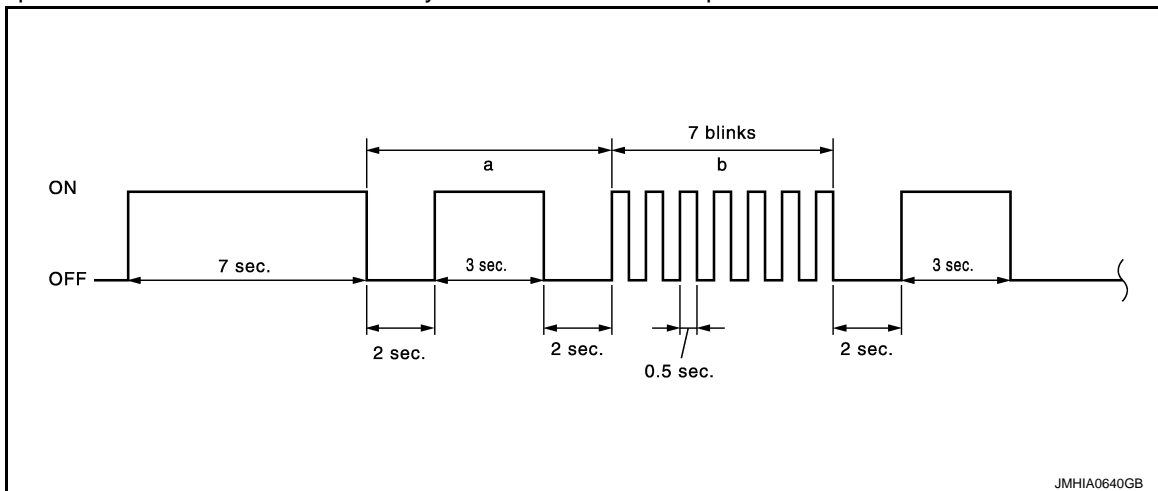 7 blinks
a
b
ON
7 sec.
3 sec.
3 sec.
OFF
2 sec.
2 sec.
2 sec.
0.5 sec.
JMHIA0640GB